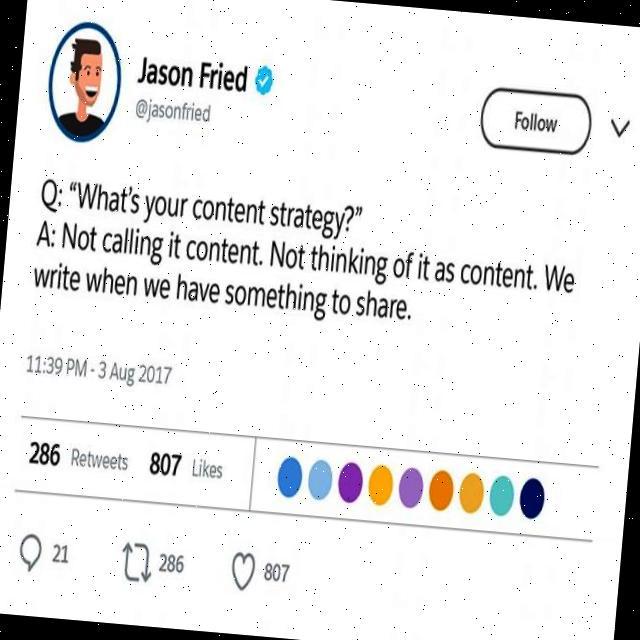 Jason Fried
@jasonfried
Follow
Q: “What’s your content strategy?”
A: Not calling it content. Not thinking of it as content. We
write when we have something to share.
11:39 PM - 3 Aug 2017
286 Retweets 807 Likes
21 286 807